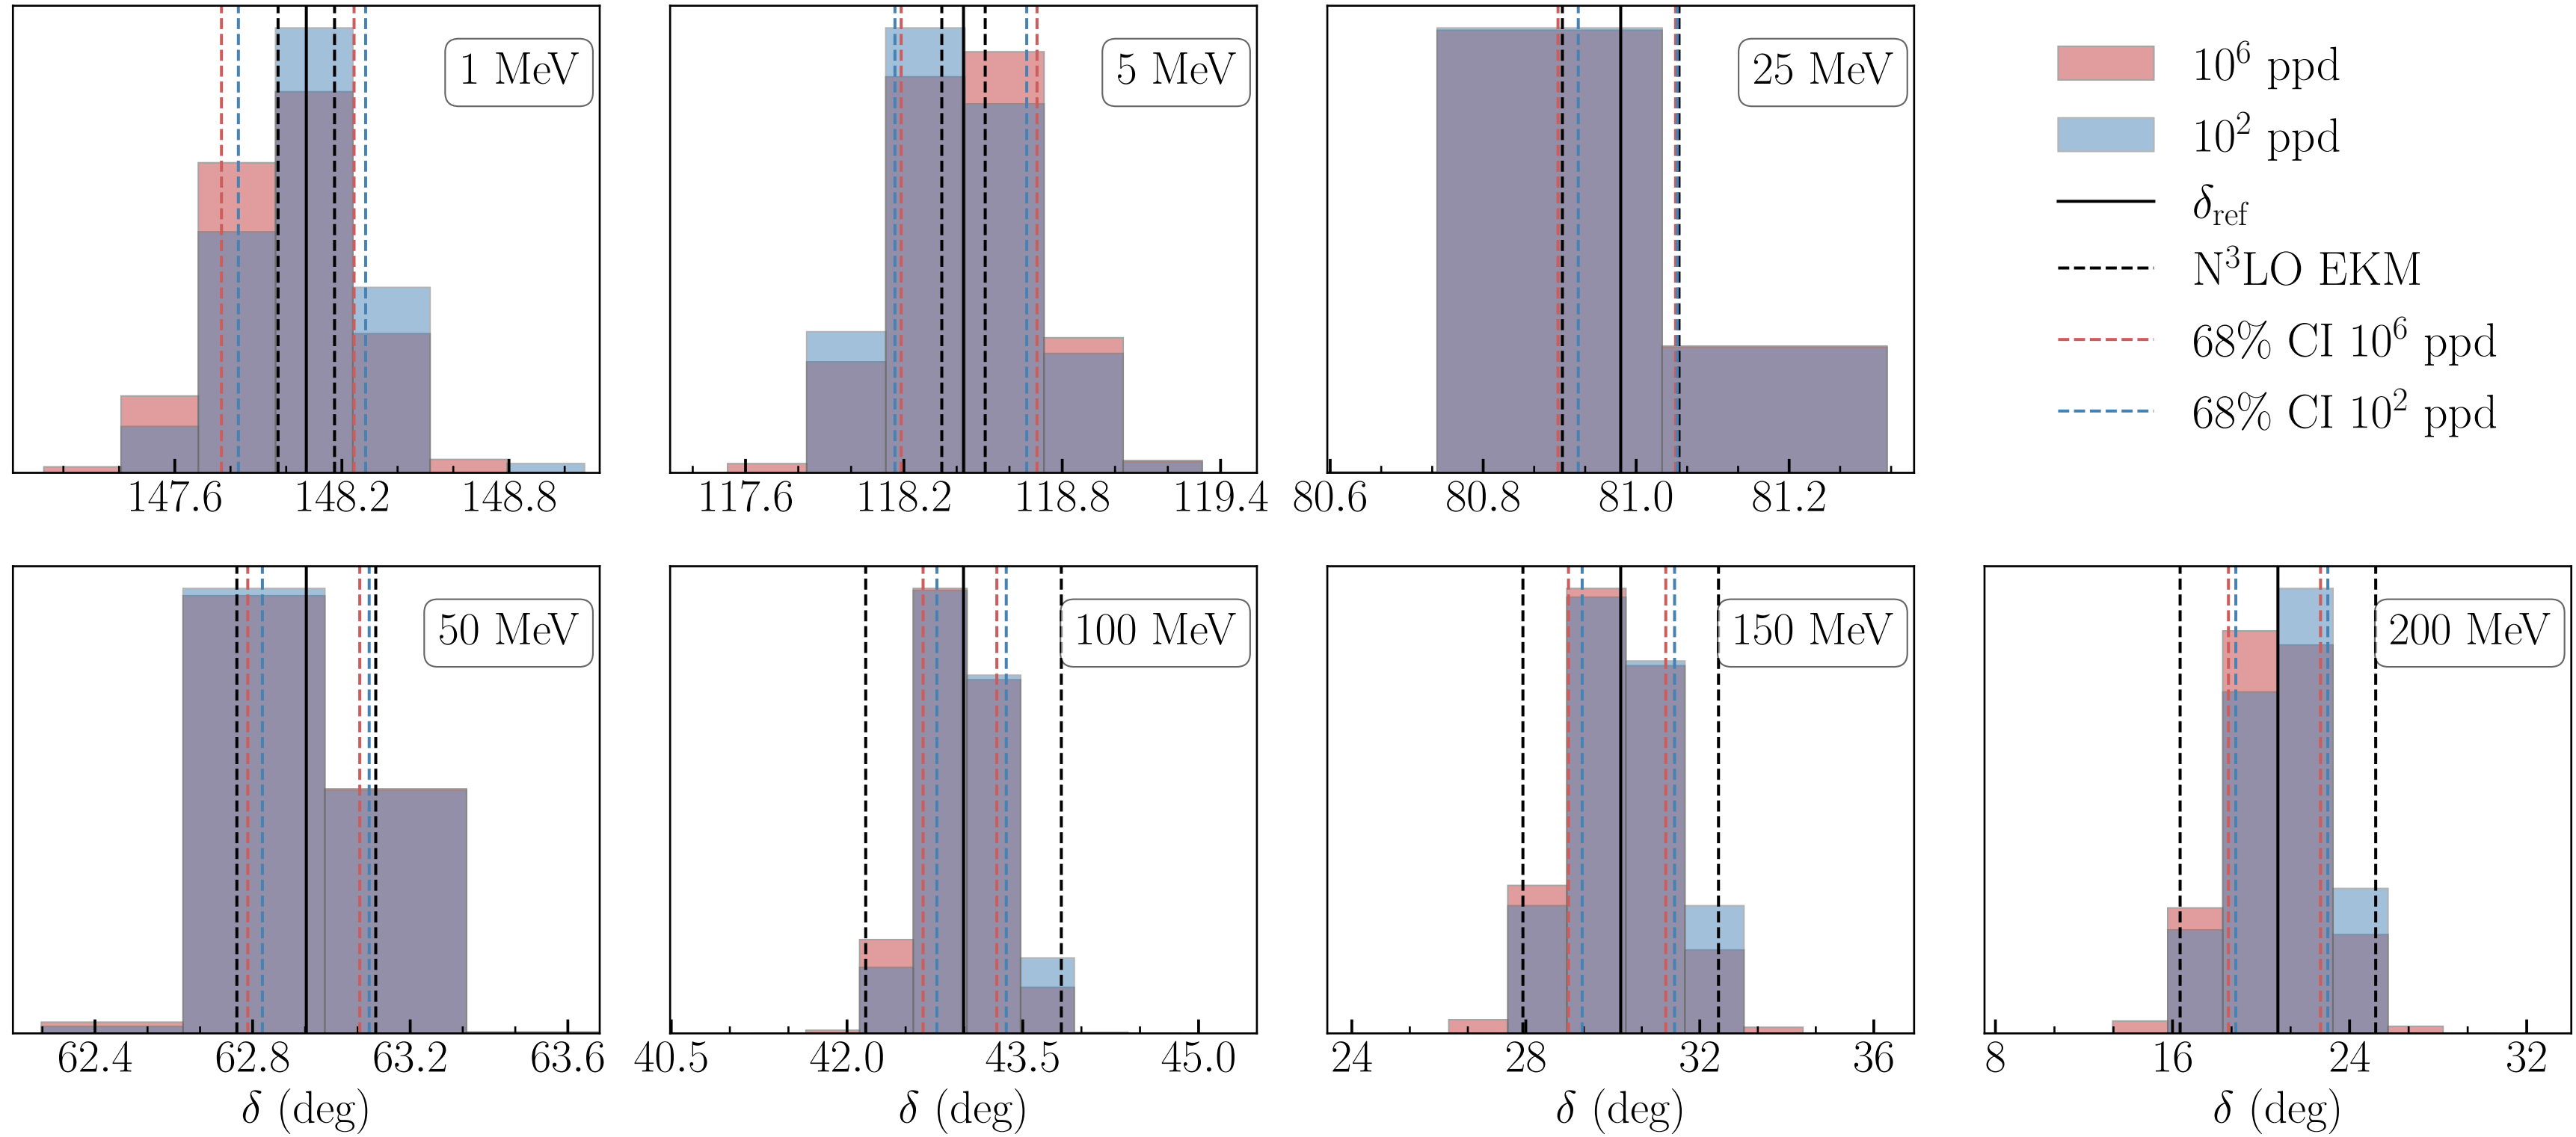 1 MeV
147.6 148.2 148.8
5 MeV
117.6 118.2 118.8 119.4
25 MeV
80.6 80.8 81.0 81.2
10⁶ ppd
10² ppd
δ_ref
N³LO EKM
68% CI 10⁶ ppd
68% CI 10² ppd
50 MeV
62.4 62.8 63.2 63.6
δ (deg)
100 MeV
40.5 42.0 43.5 45.0
δ (deg)
150 MeV
24 28 32 36
δ (deg)
200 MeV
8 16 24 32
δ (deg)